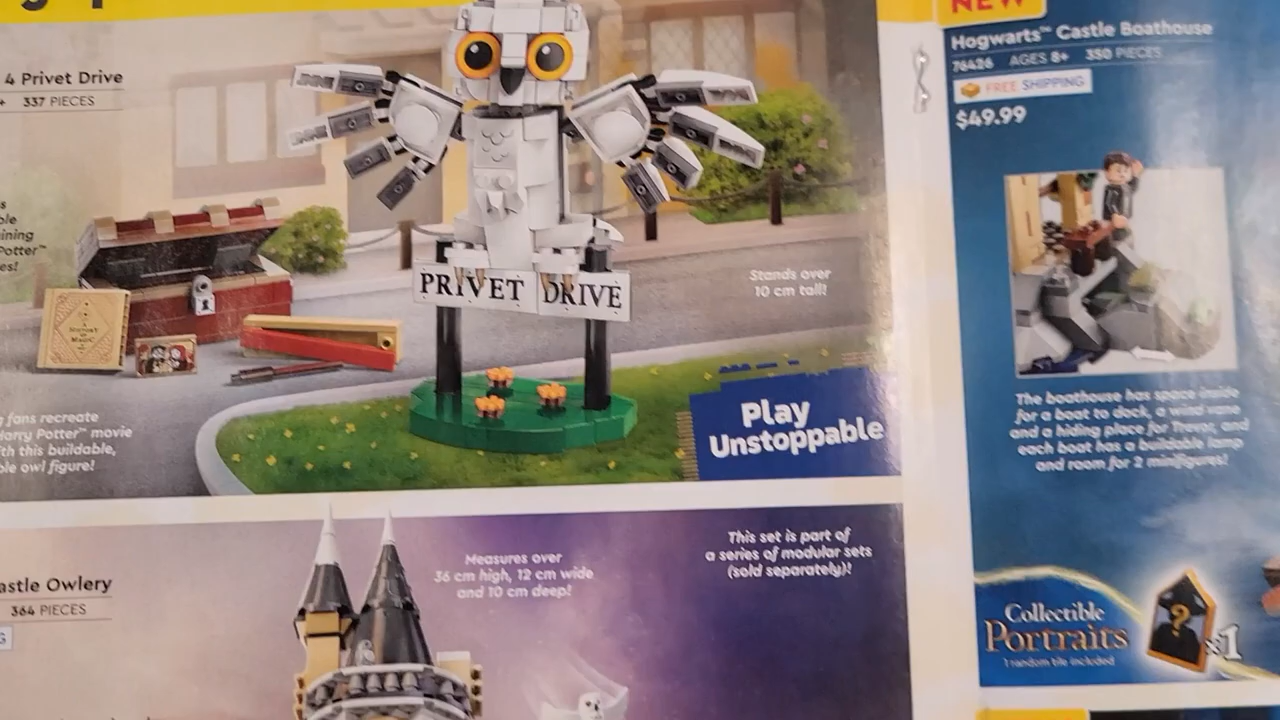 4 Privet Drive
337 PIECES
fans recreate
Harry Potter™ movie
with this buildable,
owl figure!
PRIVET DRIVE
Stands over
10 cm tall!
Play
Unstoppable
A HISTORY OF MAGIC
Castle Owlery
364 PIECES
Measures over
36 cm high, 12 cm wide
and 10 cm deep!
This set is part of
a series of modular sets
(sold separately)!
NEW
Hogwarts™ Castle Boathouse
76426 AGES 8+ 350 PIECES
FREE SHIPPING
$49.99
The boathouse has space inside
for a boat to dock, a wind vane
and a hiding place for Trevor, and
each boat has a buildable lamp
and room for 2 minifigures!
Collectible
Portraits
1 random tile included
?
x1